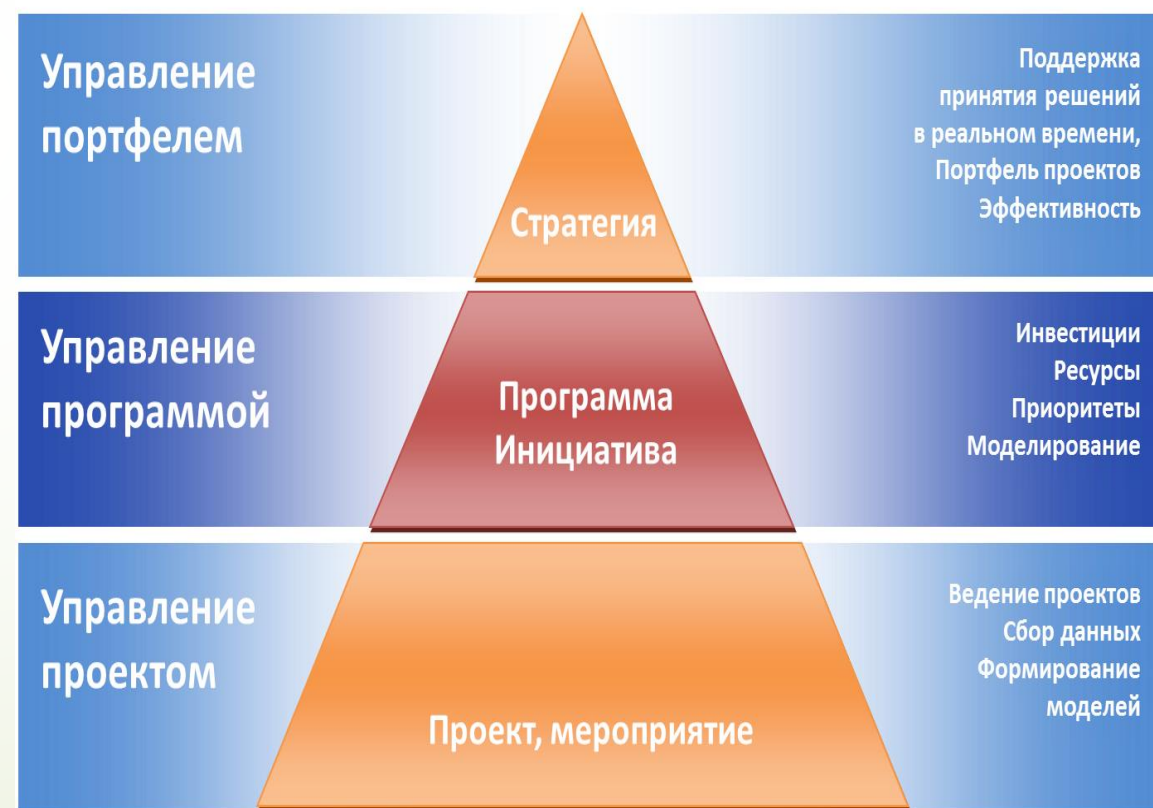 Управление
портфелем
Стратегия
Поддержка
принятия решений
в реальном времени,
Портфель проектов
Эффективность
Управление
программой
Программа
Инициатива
Инвестиции
Ресурсы
Приоритеты
Моделирование
Управление
проектом
Проект, мероприятие
Ведение проектов
Сбор данных
Формирование
моделей